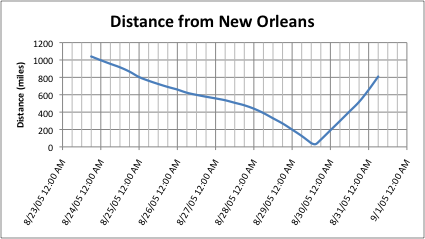 Distance from New Orleans
Distance (miles)
1200
1000
800
600
400
200
0
8/23/05 12:00 AM
8/24/05 12:00 AM
8/25/05 12:00 AM
8/26/05 12:00 AM
8/27/05 12:00 AM
8/28/05 12:00 AM
8/29/05 12:00 AM
8/30/05 12:00 AM
8/31/05 12:00 AM
9/1/05 12:00 AM